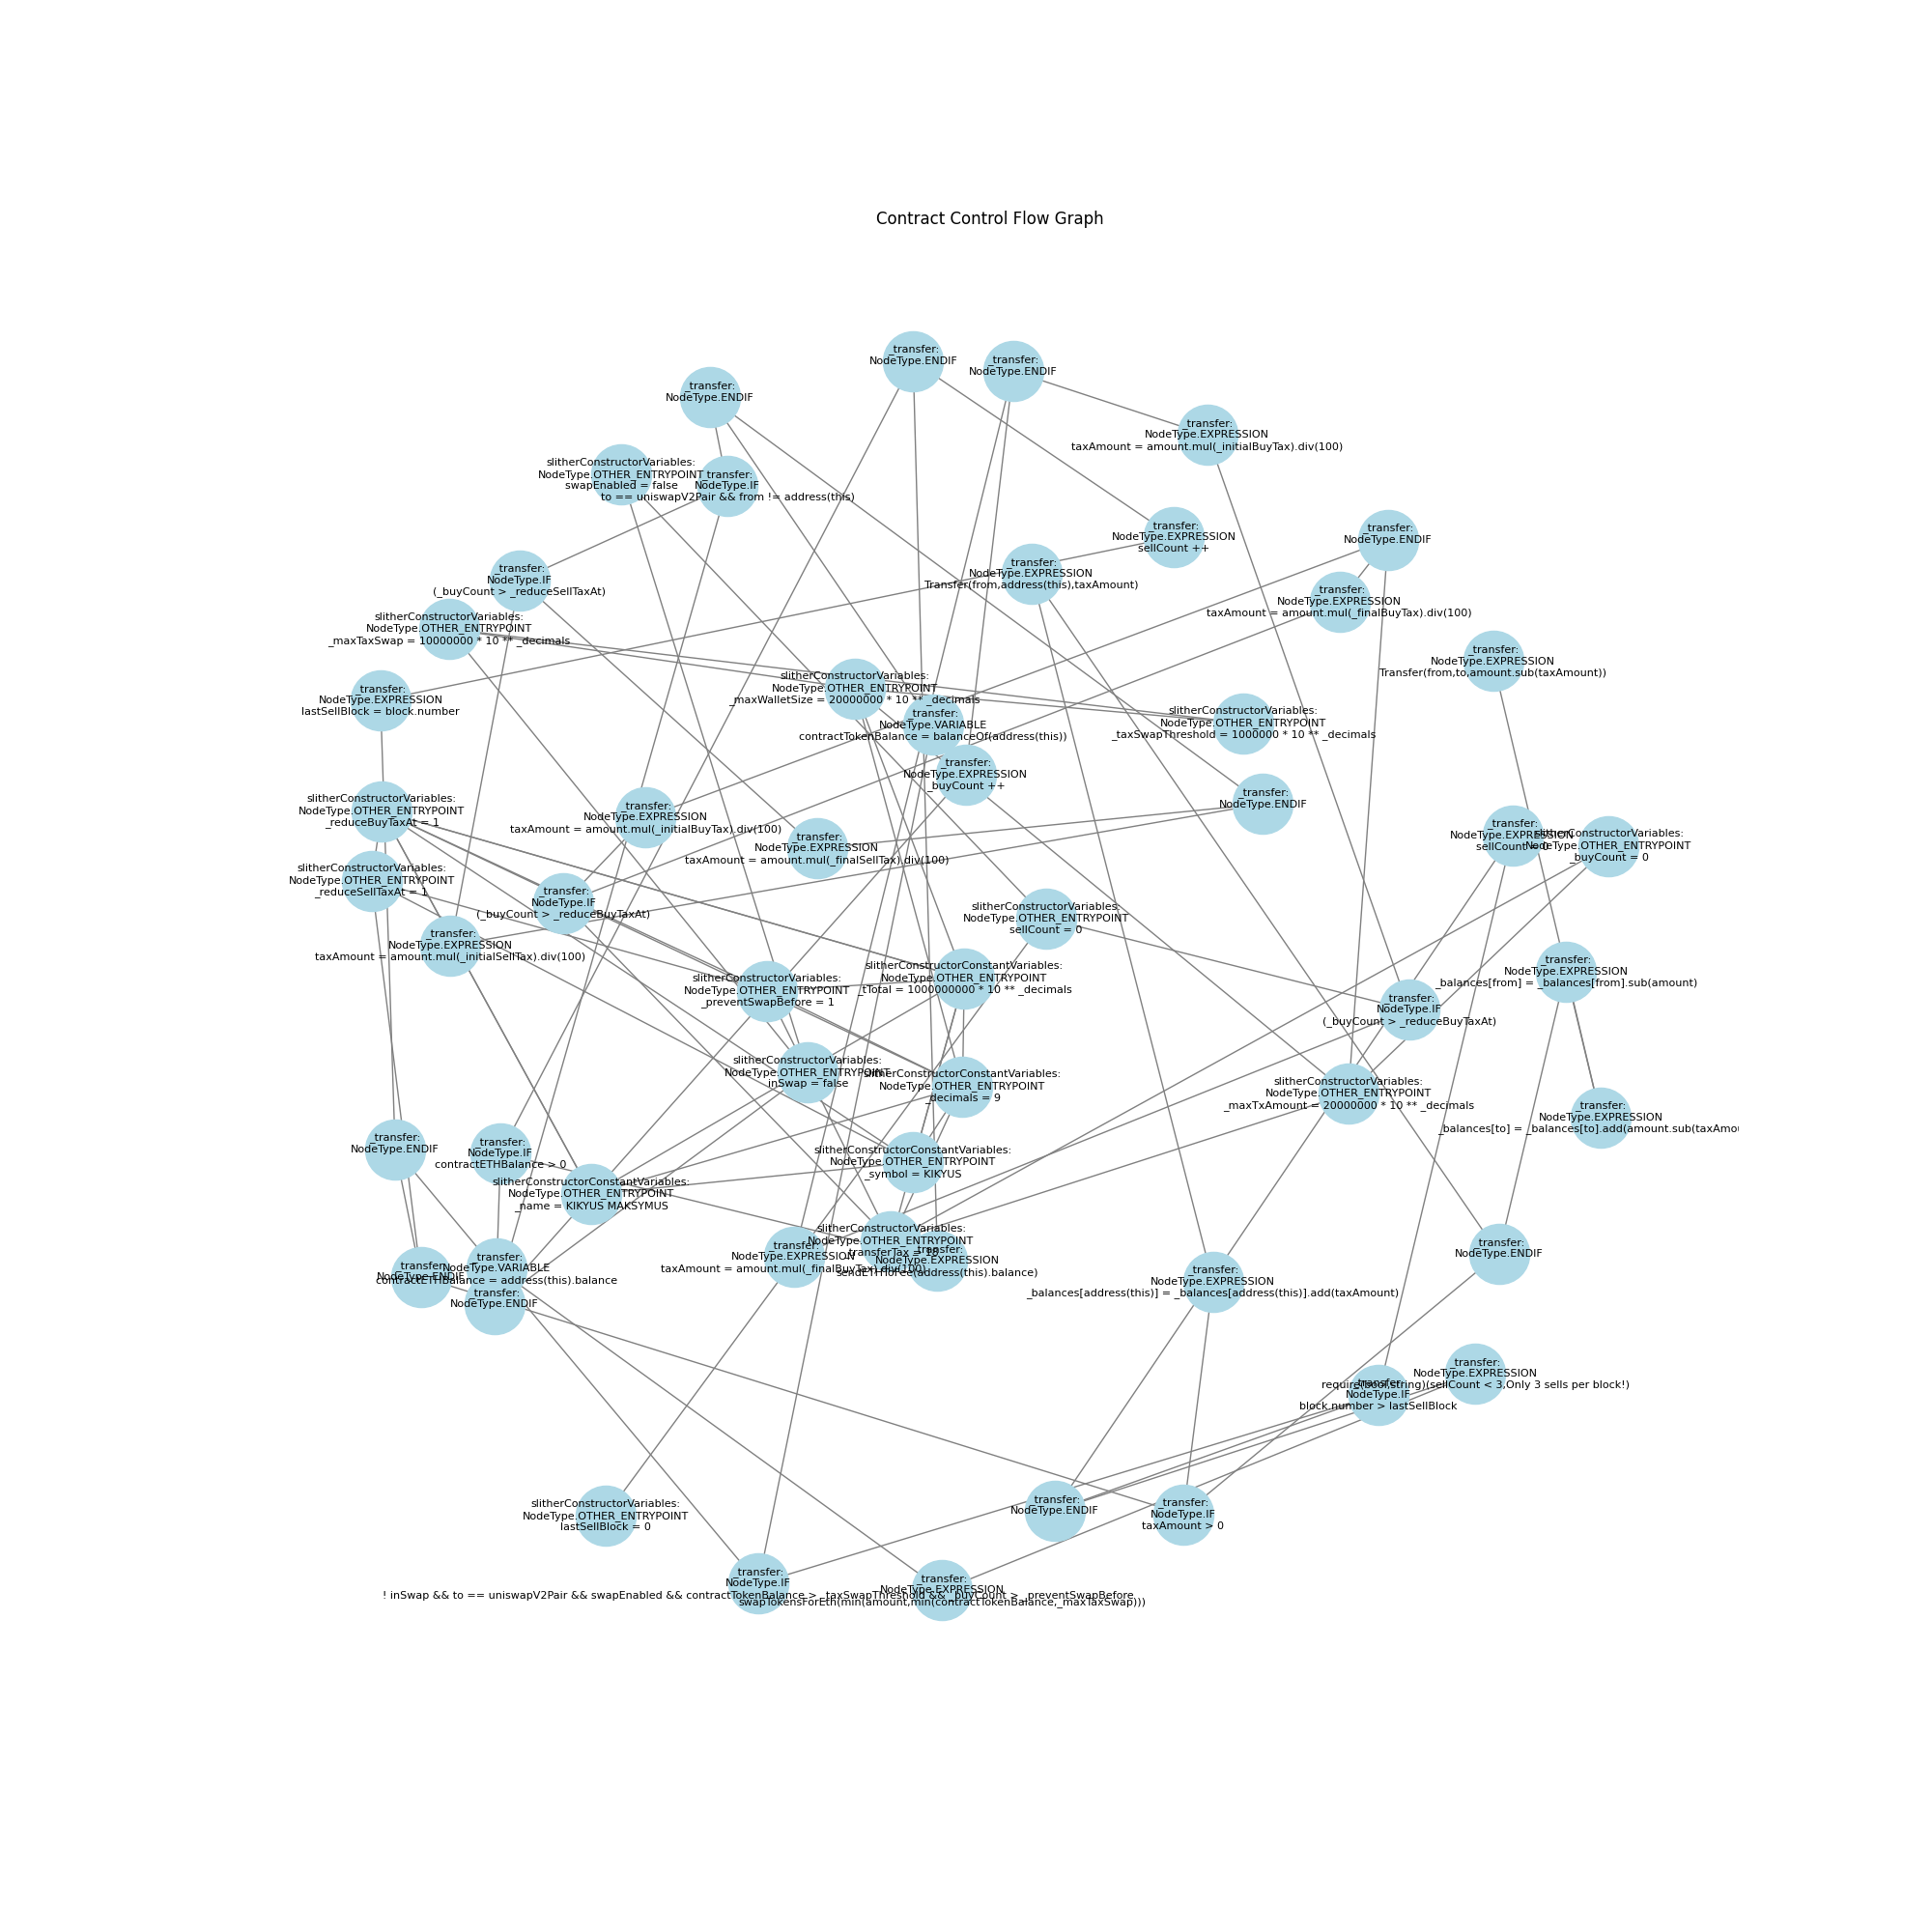 Contract Control Flow Graph
_transfer:
NodeType.ENDIF
_transfer:
NodeType.ENDIF
_transfer:
NodeType.ENDIF
_transfer:
NodeType.EXPRESSION
taxAmount = amount.mul(_initialBuyTax).div(100)
slitherConstructorVariables:
NodeType.OTHER_ENTRYPOINT
swapEnabled = false
_transfer:
NodeType.IF
to == uniswapV2Pair && from != address(this)
_transfer:
NodeType.EXPRESSION
sellCount ++
_transfer:
NodeType.ENDIF
_transfer:
NodeType.IF
(_buyCount > _reduceSellTaxAt)
_transfer:
NodeType.EXPRESSION
Transfer(from,address(this),taxAmount)
_transfer:
NodeType.EXPRESSION
taxAmount = amount.mul(_finalBuyTax).div(100)
slitherConstructorVariables:
NodeType.OTHER_ENTRYPOINT
_maxTaxSwap = 10000000 * 10 ** _decimals
_transfer:
NodeType.EXPRESSION
Transfer(from,to,amount.sub(taxAmount))
_transfer:
NodeType.EXPRESSION
lastSellBlock = block.number
slitherConstructorVariables:
NodeType.OTHER_ENTRYPOINT
_maxWalletSize = 20000000 * 10 ** _decimals
_transfer:
NodeType.VARIABLE
contractTokenBalance = balanceOf(address(this))
slitherConstructorVariables:
NodeType.OTHER_ENTRYPOINT
_taxSwapThreshold = 1000000 * 10 ** _decimals
_transfer:
NodeType.EXPRESSION
_buyCount ++
_transfer:
NodeType.ENDIF
slitherConstructorVariables:
NodeType.OTHER_ENTRYPOINT
_reduceBuyTaxAt = 1
_transfer:
NodeType.EXPRESSION
taxAmount = amount.mul(_initialBuyTax).div(100)
_transfer:
NodeType.EXPRESSION
taxAmount = amount.mul(_finalSellTax).div(100)
_transfer:
NodeType.EXPRESSION
sellCount = 0
slitherConstructorVariables:
NodeType.OTHER_ENTRYPOINT
_buyCount = 0
slitherConstructorVariables:
NodeType.OTHER_ENTRYPOINT
_reduceSellTaxAt = 1
_transfer:
NodeType.IF
(_buyCount > _reduceBuyTaxAt)
slitherConstructorVariables:
NodeType.OTHER_ENTRYPOINT
sellCount = 0
_transfer:
NodeType.EXPRESSION
taxAmount = amount.mul(_initialSellTax).div(100)
slitherConstructorVariables:
NodeType.OTHER_ENTRYPOINT
_preventSwapBefore = 1
slitherConstructorConstantVariables:
NodeType.OTHER_ENTRYPOINT
_tTotal = 1000000000 * 10 ** _decimals
_transfer:
NodeType.EXPRESSION
_balances[from] = _balances[from].sub(amount)
_transfer:
NodeType.IF
(_buyCount > _reduceBuyTaxAt)
slitherConstructorVariables:
NodeType.OTHER_ENTRYPOINT
inSwap = false
slitherConstructorConstantVariables:
NodeType.OTHER_ENTRYPOINT
_decimals = 9
slitherConstructorVariables:
NodeType.OTHER_ENTRYPOINT
_maxTxAmount = 20000000 * 10 ** _decimals
_transfer:
NodeType.EXPRESSION
_balances[to] = _balances[to].add(amount.sub(taxAmou
_transfer:
NodeType.ENDIF
_transfer:
NodeType.IF
contractETHBalance > 0
slitherConstructorConstantVariables:
NodeType.OTHER_ENTRYPOINT
_symbol = KIKYUS
slitherConstructorConstantVariables:
NodeType.OTHER_ENTRYPOINT
_name = KIKYUS MAKSYMUS
slitherConstructorVariables:
NodeType.OTHER_ENTRYPOINT
_transfer:
NodeType.EXPRESSION
taxAmount = amount.mul(_finalBuyTax).div(100)
_transfer:
NodeType.EXPRESSION
sendETHToFee(address(this).balance)
_transfer:
NodeType.ENDIF
_transfer:
NodeType.ENDIF
_transfer:
NodeType.VARIABLE
contractETHBalance = address(this).balance
_transfer:
NodeType.ENDIF
_transfer:
NodeType.EXPRESSION
_balances[address(this)] = _balances[address(this)].add(taxAmount)
_transfer:
NodeType.EXPRESSION
require(bool,string)(sellCount < 3,Only 3 sells per block!)
_transfer:
NodeType.IF
block.number > lastSellBlock
slitherConstructorVariables:
NodeType.OTHER_ENTRYPOINT
lastSellBlock = 0
_transfer:
NodeType.ENDIF
_transfer:
NodeType.IF
taxAmount > 0
_transfer:
NodeType.IF
! inSwap && to == uniswapV2Pair && swapEnabled && contractTokenBalance > _taxSwapThreshold && _buyCount > _preventSwapBefore
_transfer:
NodeType.EXPRESSION
swapTokensForEth(min(amount,min(contractTokenBalance,_maxTaxSwap)))